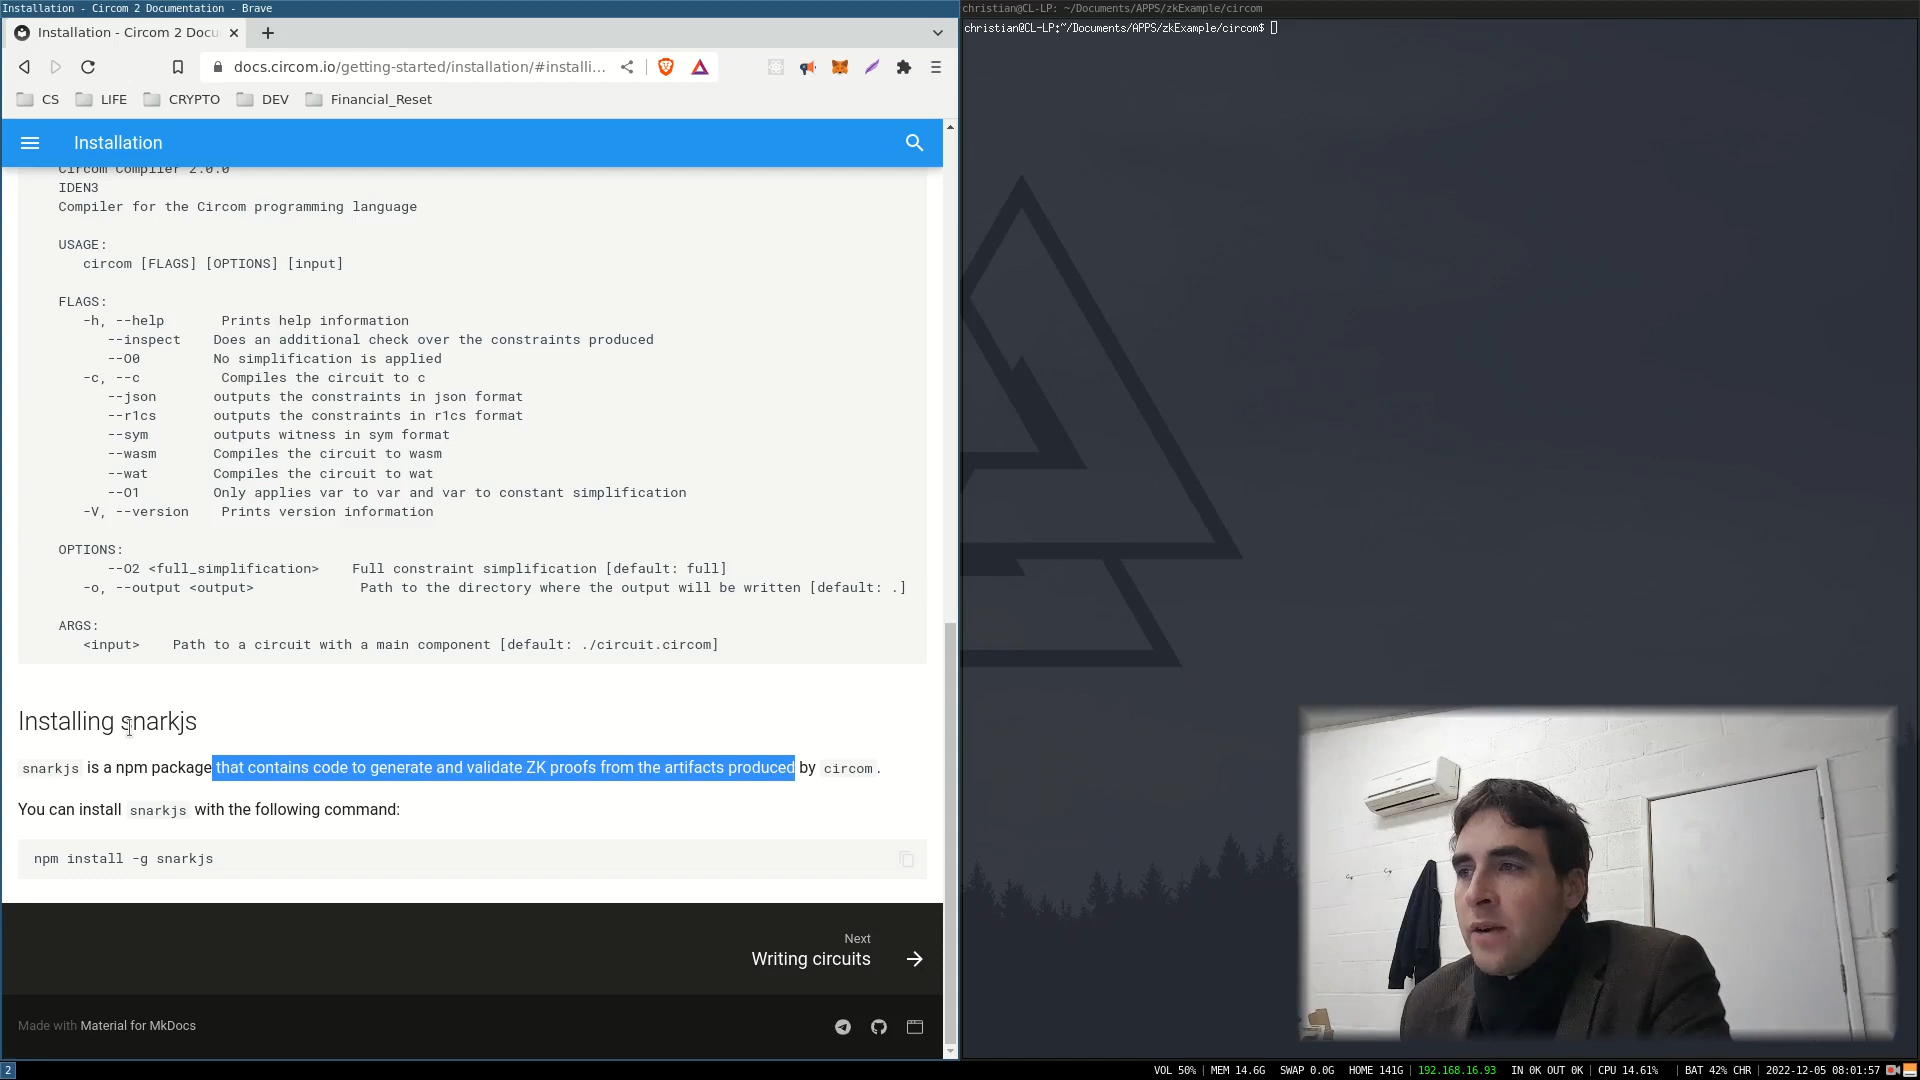 Installation - Circom 2 Documentation - Brave
christian@CL-LP: ~/Documents/APPS/zkExample/circom
Installation - Circom 2 Docu
christian@CL-LP:~/Documents/APPS/zkExample/circom$
docs.circom.io/getting-started/installation/#installi...
CS LIFE CRYPTO DEV Financial_Reset
Installation
Circom Compiler 2.0.0
IDEN3
Compiler for the Circom programming language
USAGE:
circom [FLAGS] [OPTIONS] [input]
FLAGS:
-h, --help Prints help information
--inspect Does an additional check over the constraints produced
--O0 No simplification is applied
-c, --c Compiles the circuit to c
--json outputs the constraints in json format
--r1cs outputs the constraints in r1cs format
--sym outputs witness in sym format
--wasm Compiles the circuit to wasm
--wat Compiles the circuit to wat
--O1 Only applies var to var and var to constant simplification
-V, --version Prints version information
OPTIONS:
--O2 <full_simplification> Full constraint simplification [default: full]
-o, --output <output> Path to the directory where the output will be written [default: .]
ARGS:
<input> Path to a circuit with a main component [default: ./circuit.circom]
Installing snarkjs
snarkjs is a npm package that contains code to generate and validate ZK proofs from the artifacts produced by circom.
You can install snarkjs with the following command:
npm install -g snarkjs
Next
Writing circuits
Made with Material for MkDocs
2
VOL 50% | MEM 14.6G | SWAP 0.0G | HOME 141G | 192.168.16.93 | IN 0K OUT 0K | CPU 14.61% | BAT 42% CHR | 2022-12-05 08:01:57